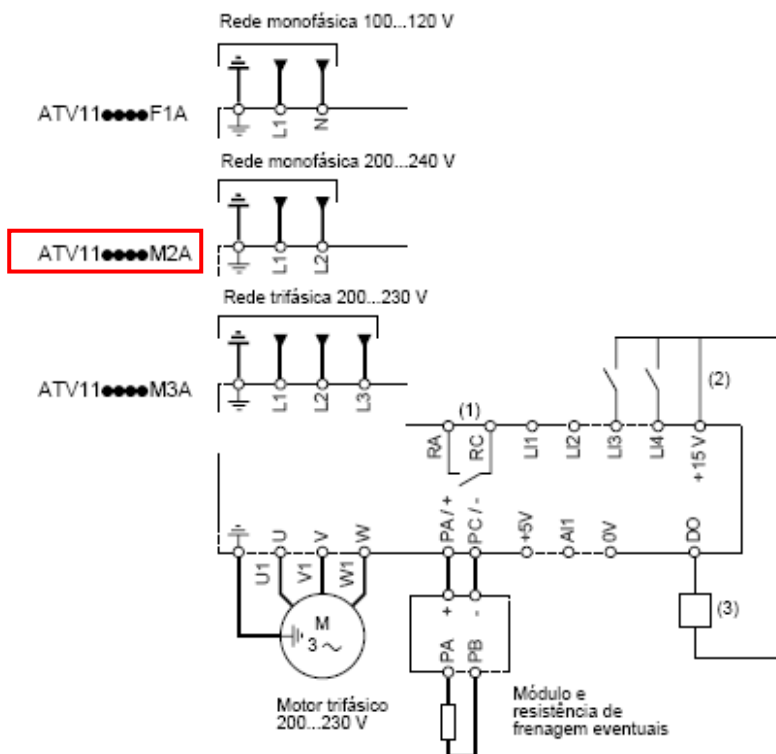 Rede monofásica 100...120 V
ATV11●●●●F1A
L1
N
Rede monofásica 200...240 V
ATV11●●●●M2A
L1
L2
Rede trifásica 200...230 V
ATV11●●●●M3A
L1
L2
L3
(1)
(2)
RA
RC
LI1
LI2
LI3
LI4
+15 V
U
V
W
PA / +
PC / -
+5V
AI1
0V
DO
U1
V1
W1
M
3 ~
+
-
PA
PB
(3)
Motor trifásico
200...230 V
Módulo e
resistência de
frenagem eventuais